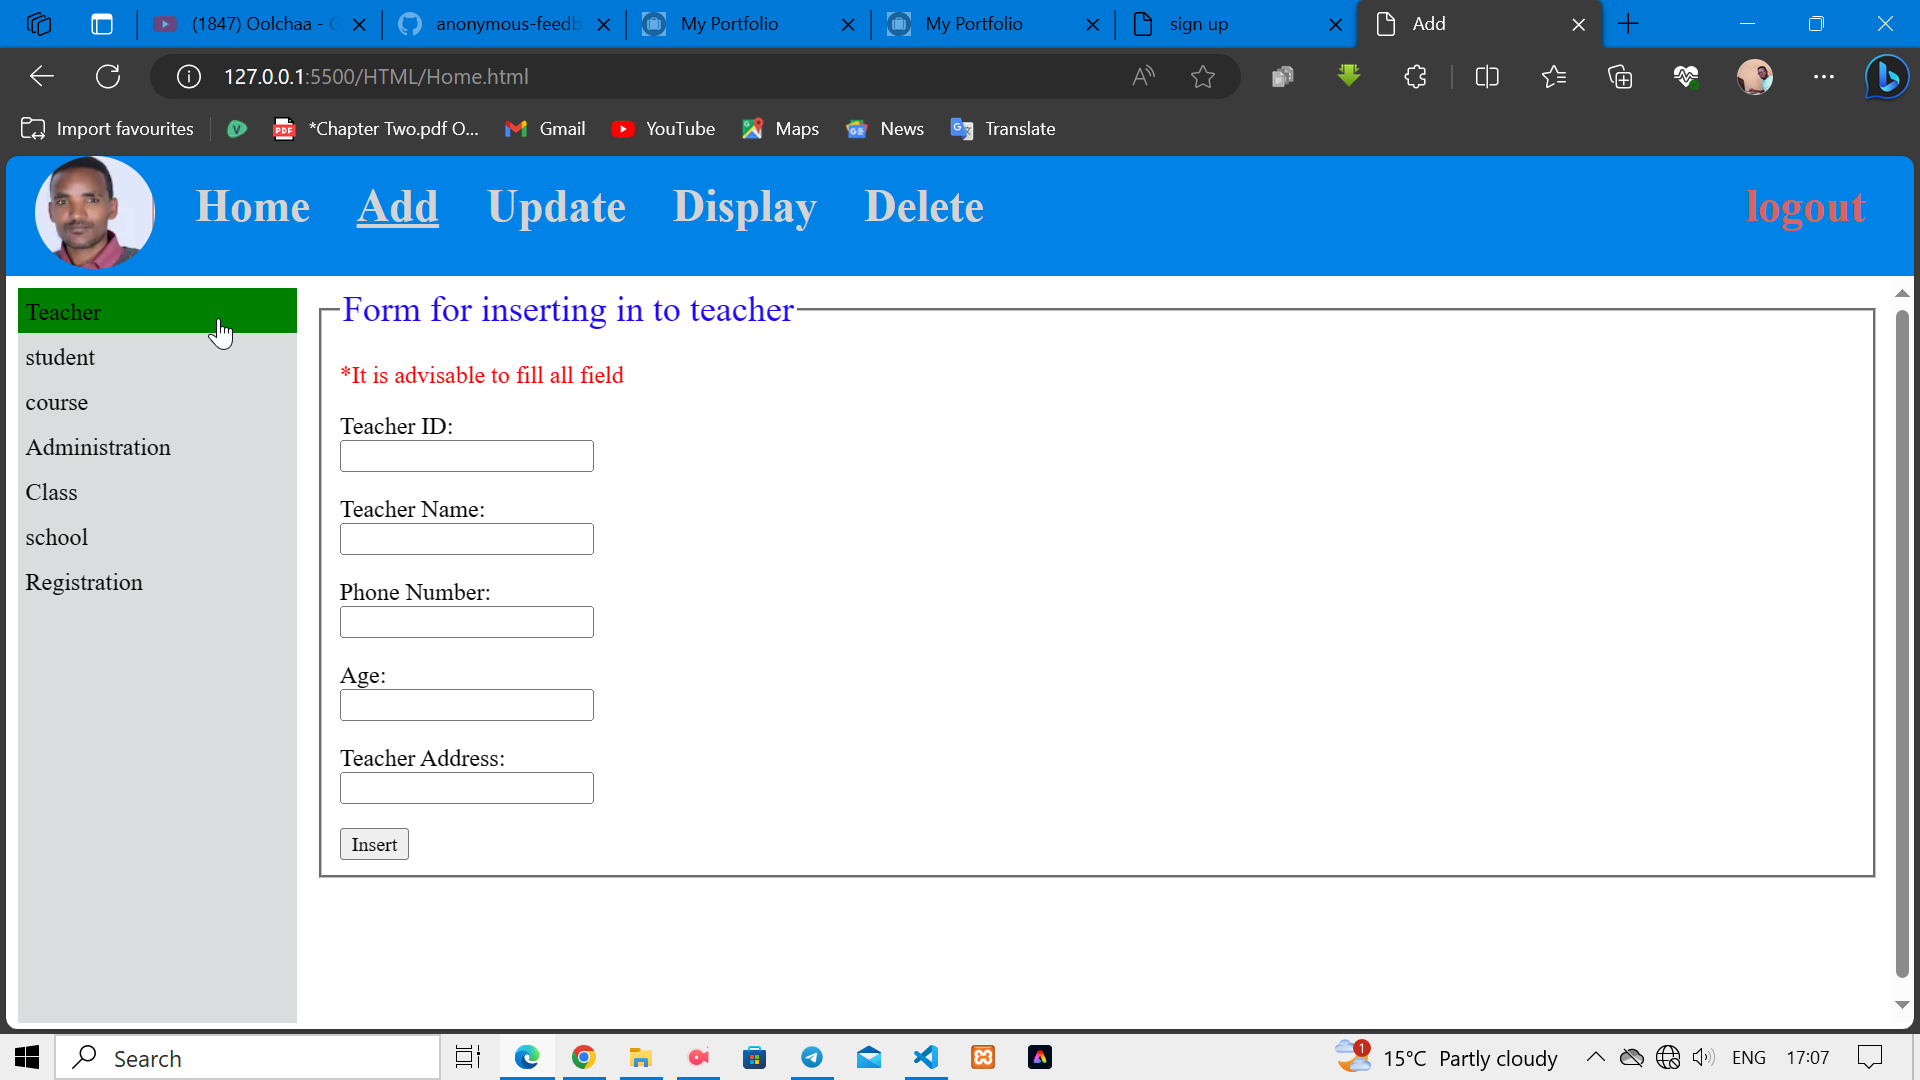 (1847) Oolchaa - G
anonymous-feedb
My Portfolio
My Portfolio
sign up
Add
127.0.0.1:5500/HTML/Home.html
Import favourites
*Chapter Two.pdf O...
Gmail
YouTube
Maps
News
Translate
Home
Add
Update
Display
Delete
logout
Teacher
student
course
Administration
Class
school
Registration
Form for inserting in to teacher
*It is advisable to fill all field
Teacher ID:
Teacher Name:
Phone Number:
Age:
Teacher Address:
Insert
Search
1
15°C Partly cloudy
ENG
17:07